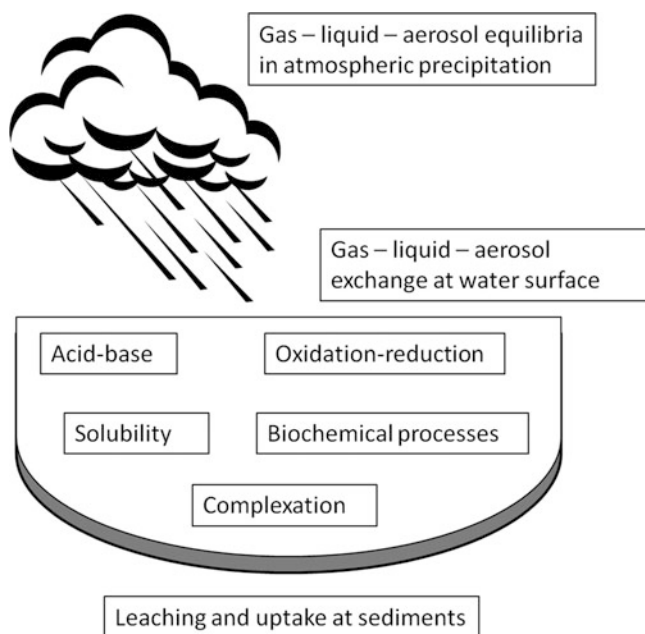 Gas – liquid – aerosol equilibria
in atmospheric precipitation
Gas – liquid – aerosol
exchange at water surface
Acid-base
Oxidation-reduction
Solubility
Biochemical processes
Complexation
Leaching and uptake at sediments